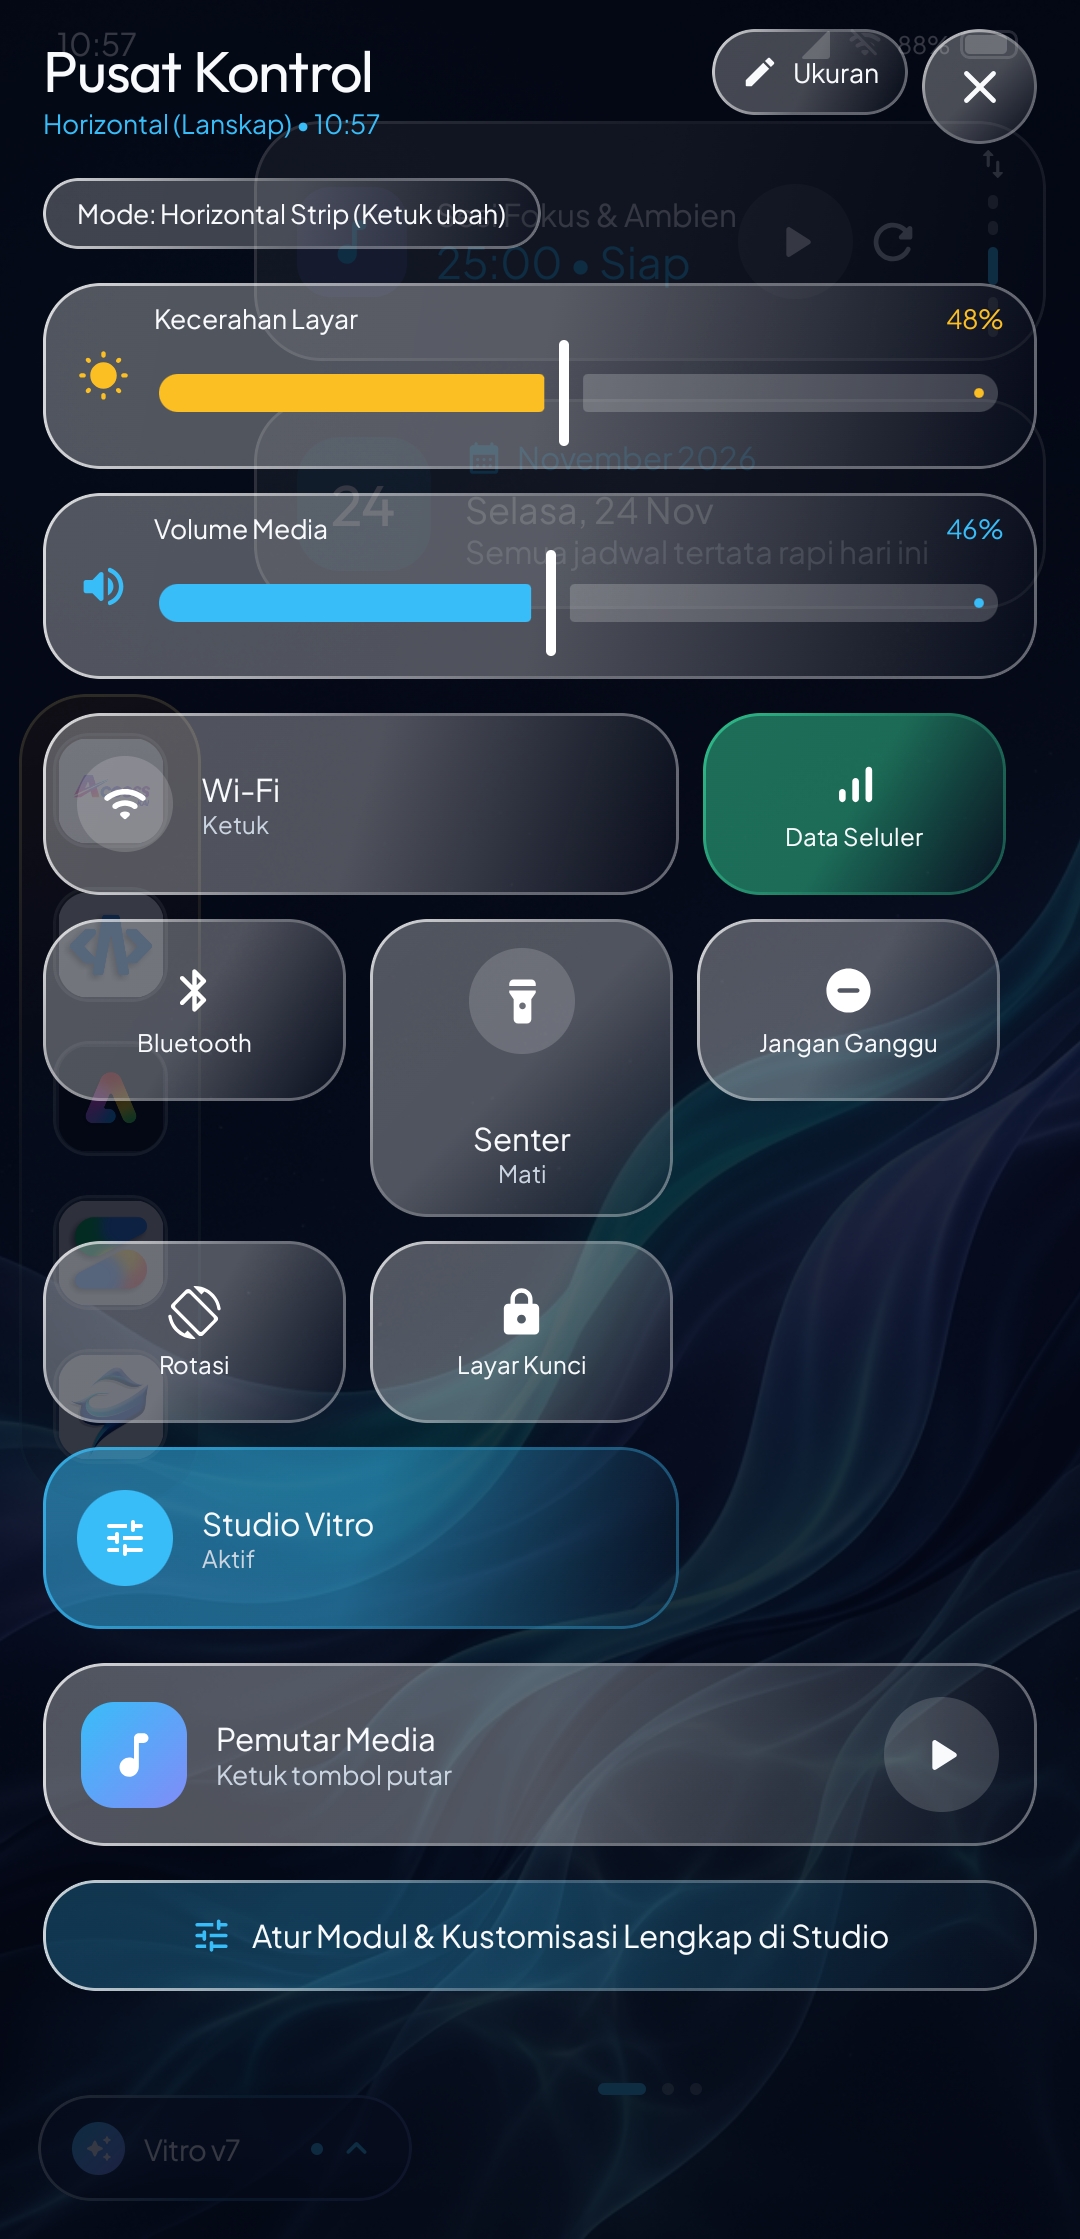 10:57
88%
Pusat Kontrol
Ukuran
Horizontal (Lanskap) • 10:57
Mode: Horizontal Strip (Ketuk ubah)
Fokus & Ambien
25:00 • Siap
Kecerahan Layar
48%
November 2026
24
Selasa, 24 Nov
Volume Media
46%
Semua jadwal tertata rapi hari ini
Wi-Fi
Ketuk
Data Seluler
Bluetooth
Jangan Ganggu
Senter
Mati
Rotasi
Layar Kunci
Studio Vitro
Aktif
Pemutar Media
Ketuk tombol putar
Atur Modul & Kustomisasi Lengkap di Studio
Vitro v7